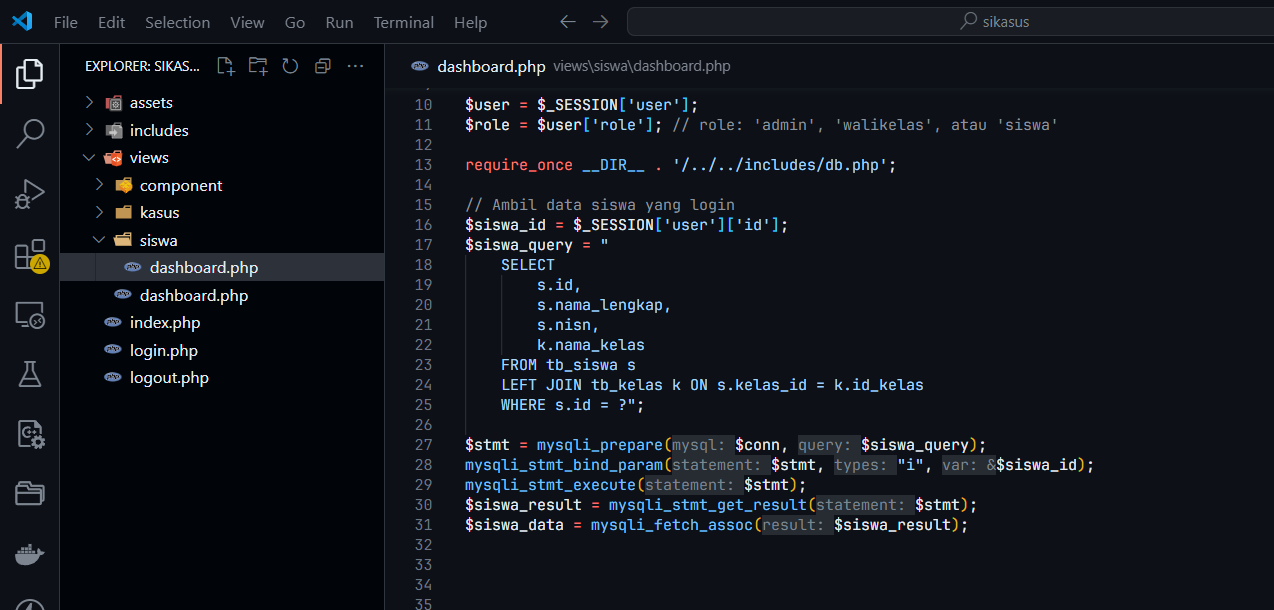 File Edit Selection View Go Run Terminal Help
sikasus
EXPLORER: SIKAS...
assets
includes
views
component
kasus
siswa
dashboard.php
dashboard.php
index.php
login.php
logout.php
dashboard.php views\siswa\dashboard.php
10 $user = $_SESSION['user'];
11 $role = $user['role']; // role: 'admin', 'walikelas', atau 'siswa'
12
13 require_once __DIR__ . '/../../includes/db.php';
14
15 // Ambil data siswa yang login
16 $siswa_id = $_SESSION['user']['id'];
17 $siswa_query = "
18 SELECT
19 s.id,
20 s.nama_lengkap,
21 s.nisn,
22 k.nama_kelas
23 FROM tb_siswa s
24 LEFT JOIN tb_kelas k ON s.kelas_id = k.id_kelas
25 WHERE s.id = ?";
26
27 $stmt = mysqli_prepare(mysql: $conn, query: $siswa_query);
28 mysqli_stmt_bind_param(statement: $stmt, types: "i", var: &$siswa_id);
29 mysqli_stmt_execute(statement: $stmt);
30 $siswa_result = mysqli_stmt_get_result(statement: $stmt);
31 $siswa_data = mysqli_fetch_assoc(result: $siswa_result);
32
33
34
35